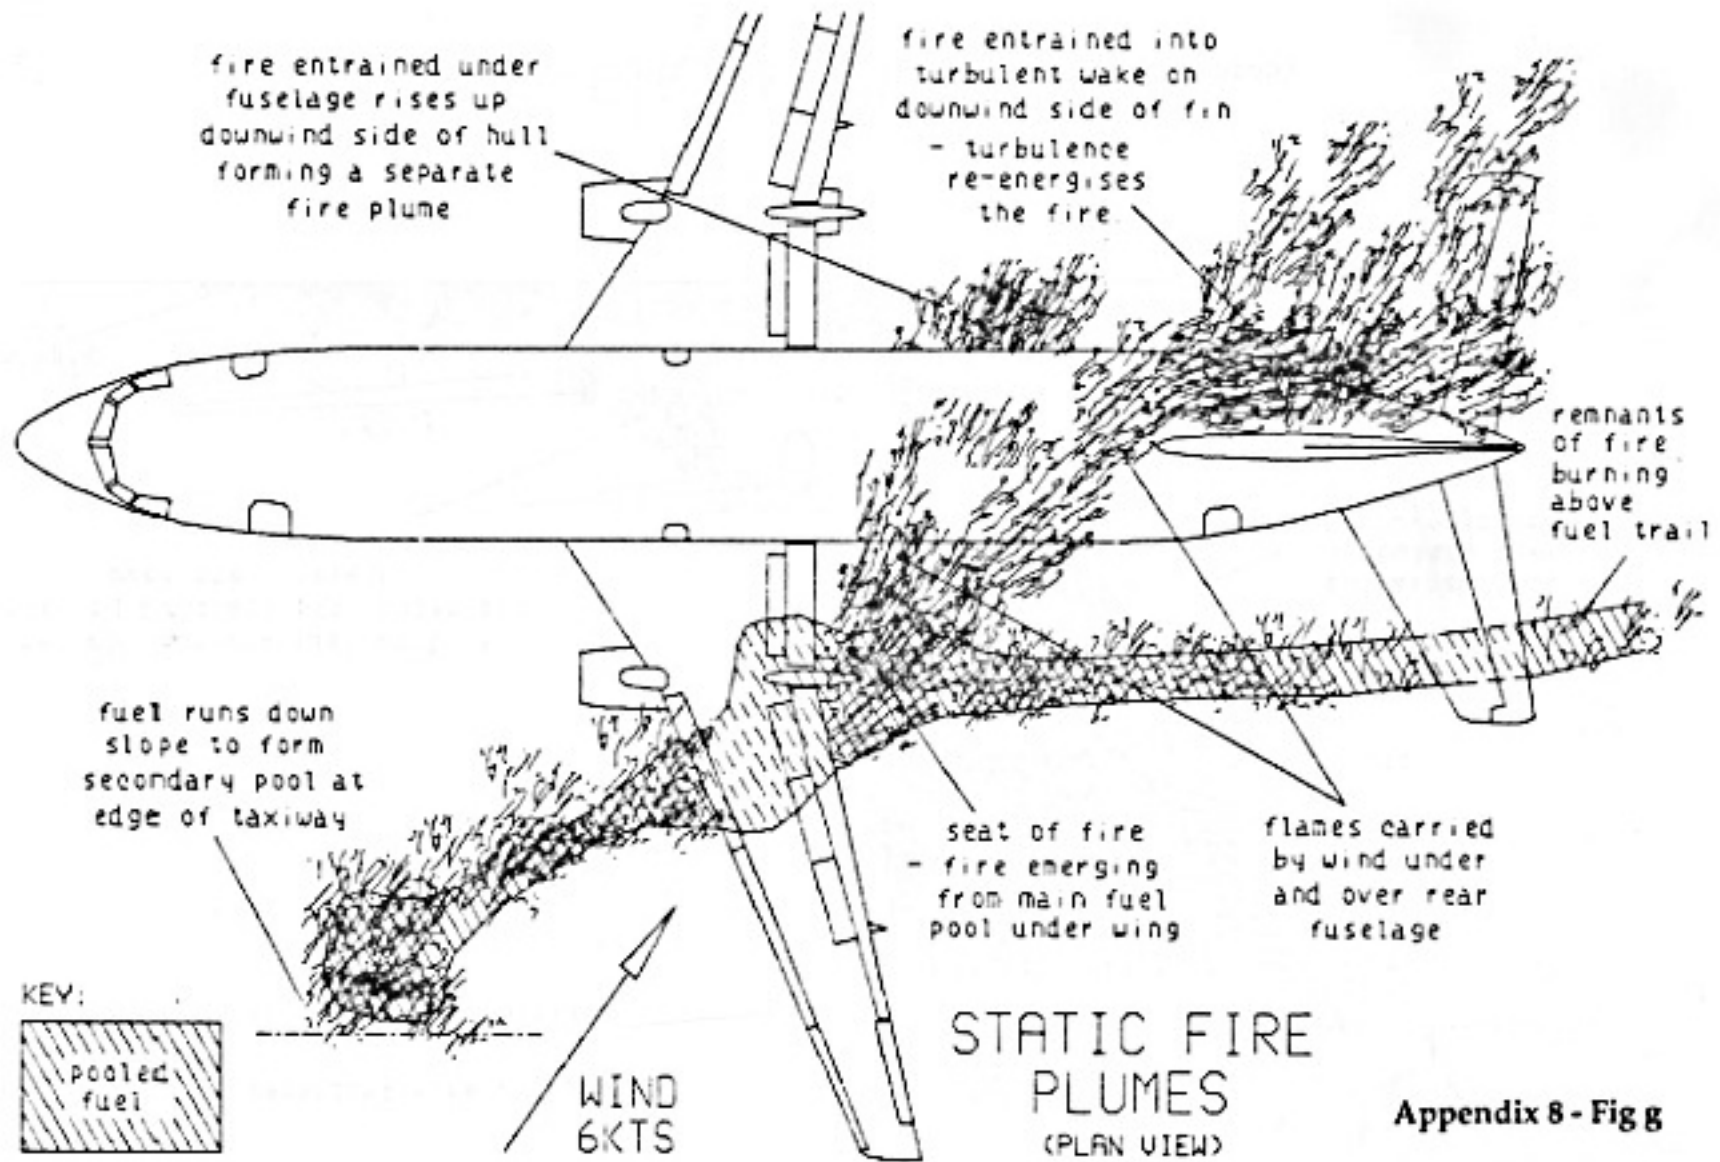 fire entrained under
fuselage rises up
downwind side of hull
forming a separate
fire plume
fire entrained into
turbulent wake on
downwind side of fin
- turbulence
re-energises
the fire.
remnants
of fire
burning
above
fuel trail
fuel runs down
slope to form
secondary pool at
edge of taxiway
seat of fire
- fire emerging
from main fuel
pool under wing
flames carried
by wind under
and over rear
fuselage
KEY:
pooled
fuel
WIND
6KTS
STATIC FIRE
PLUMES
(PLAN VIEW)
Appendix 8 - Fig g